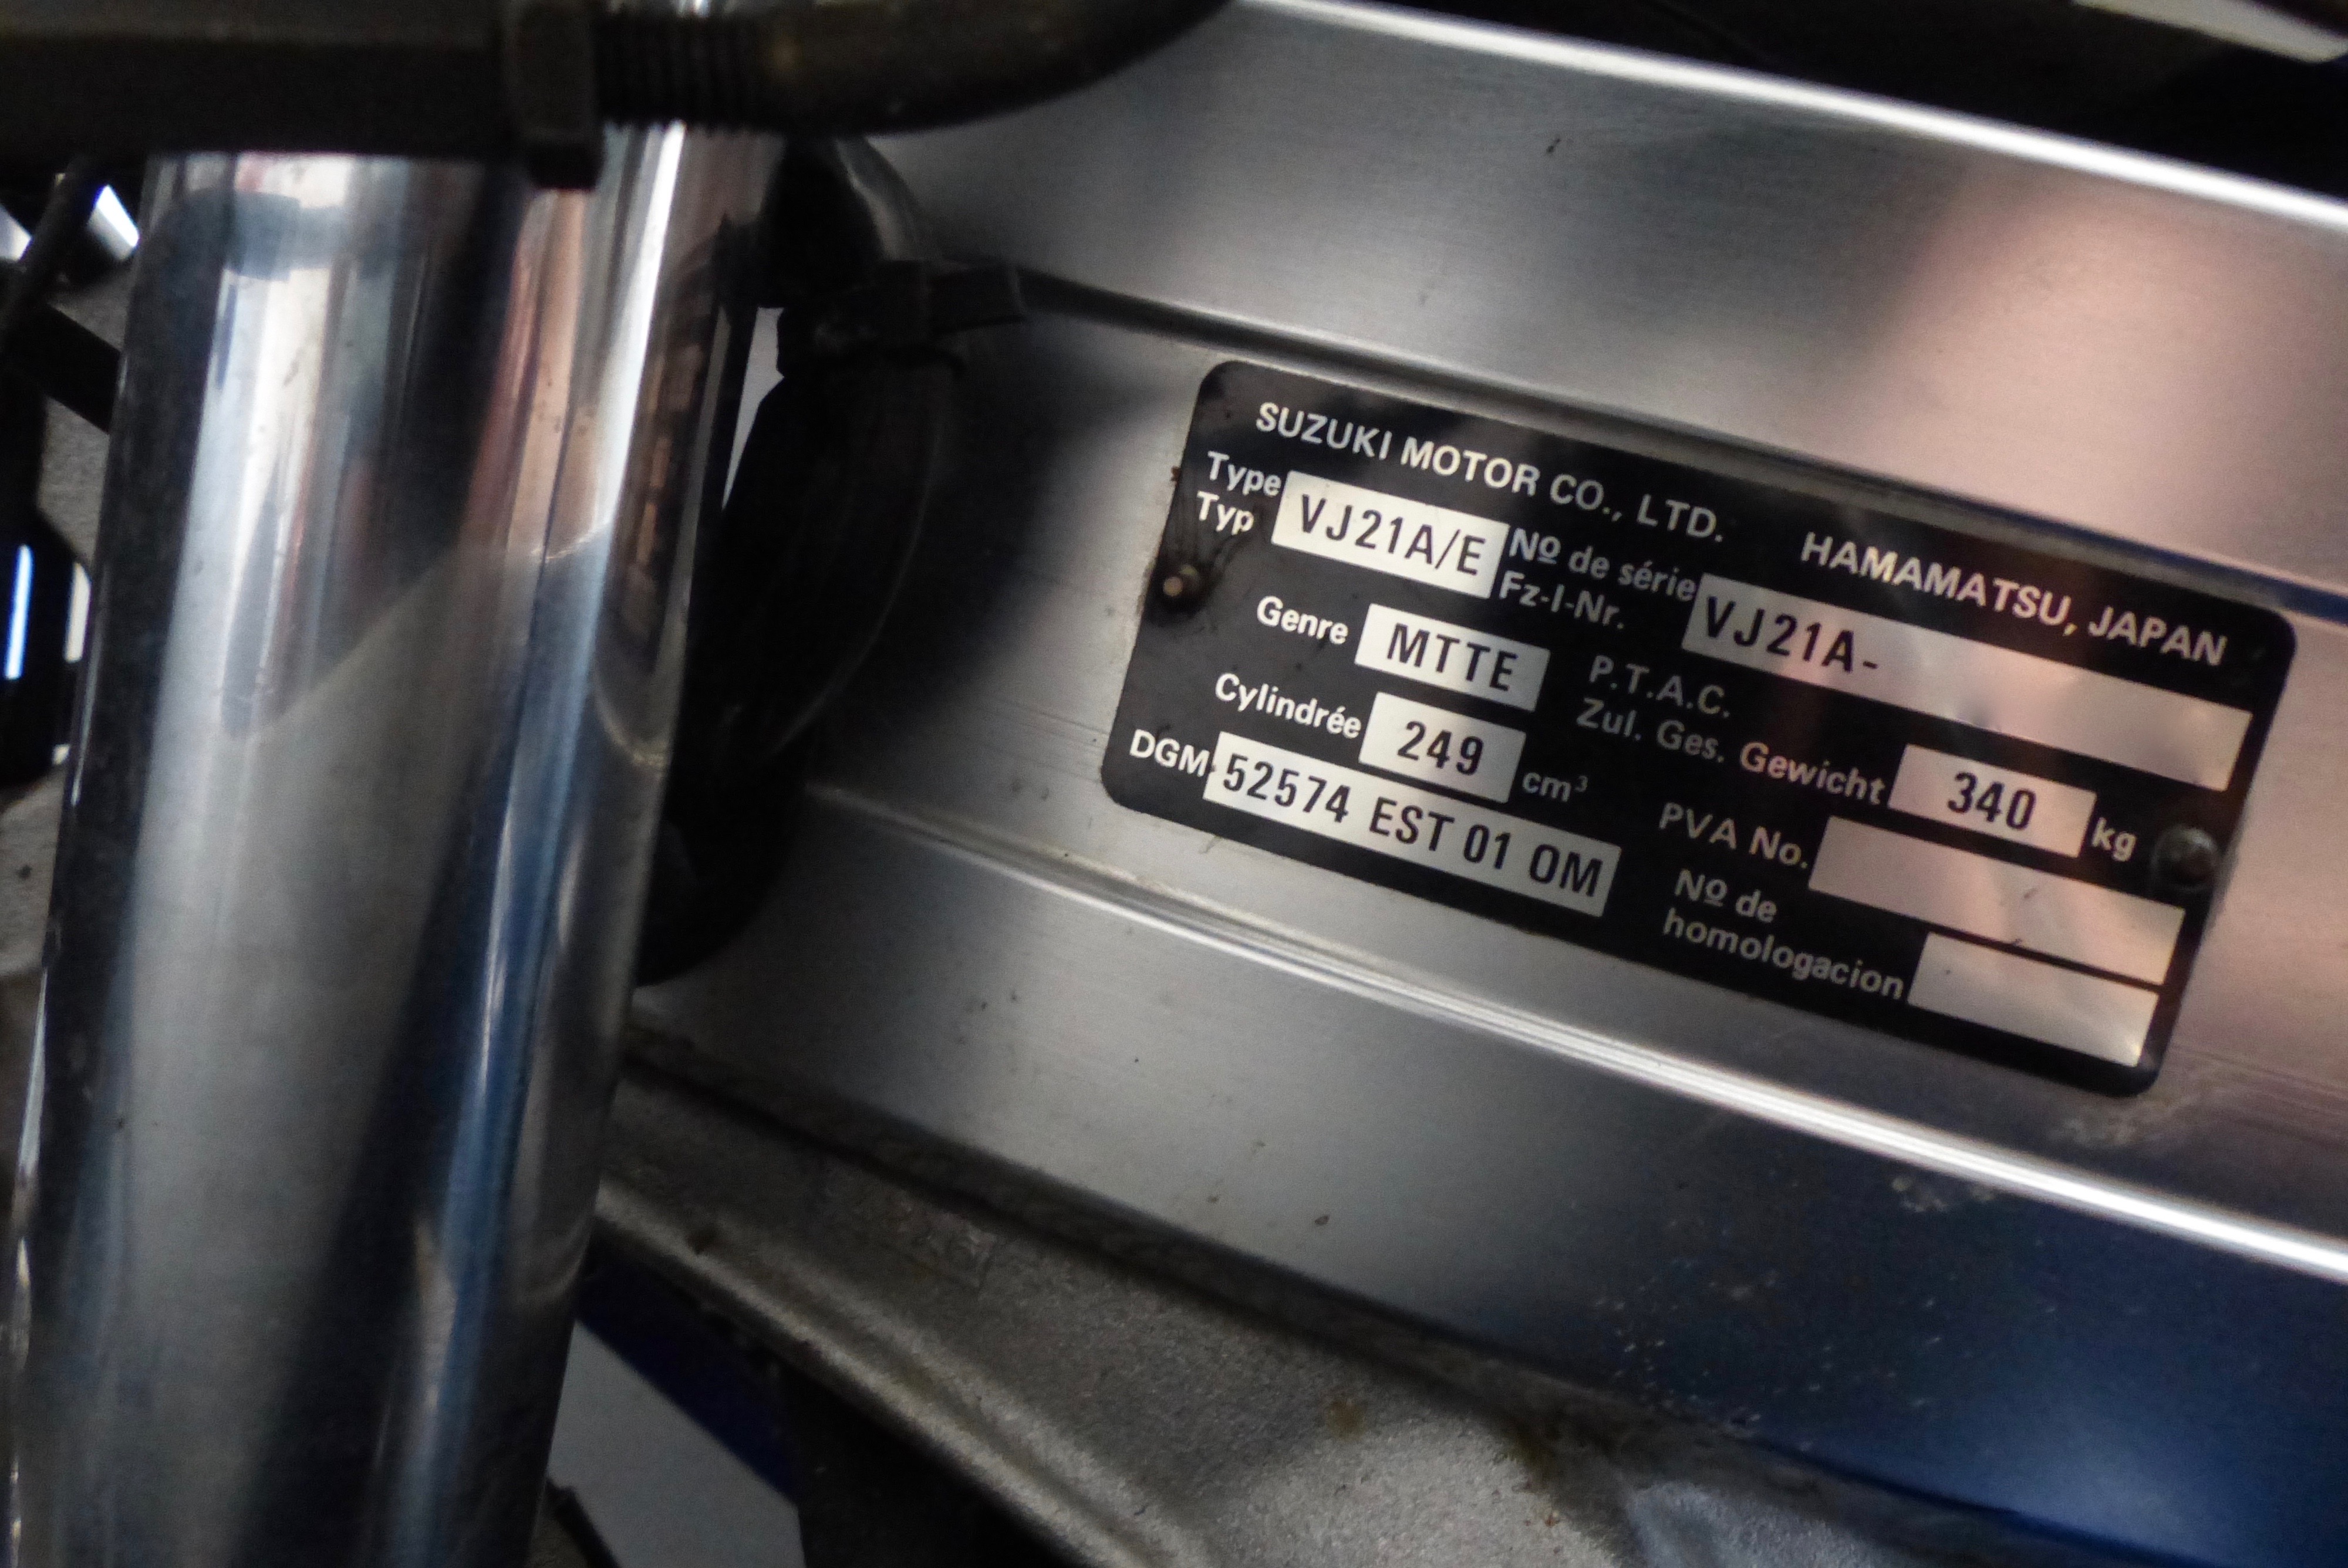 SUZUKI MOTOR CO., LTD. HAMAMATSU, JAPAN
Type
Typ
VJ21A/E
Nº de série
Fz-I-Nr.
VJ21A-
Genre MTTE
P.T.A.C.
Zul. Ges. Gewicht 340 kg
Cylindrée 249 cm³
PVA No.
DGM 52574 EST 01 OM
Nº de
homologacion